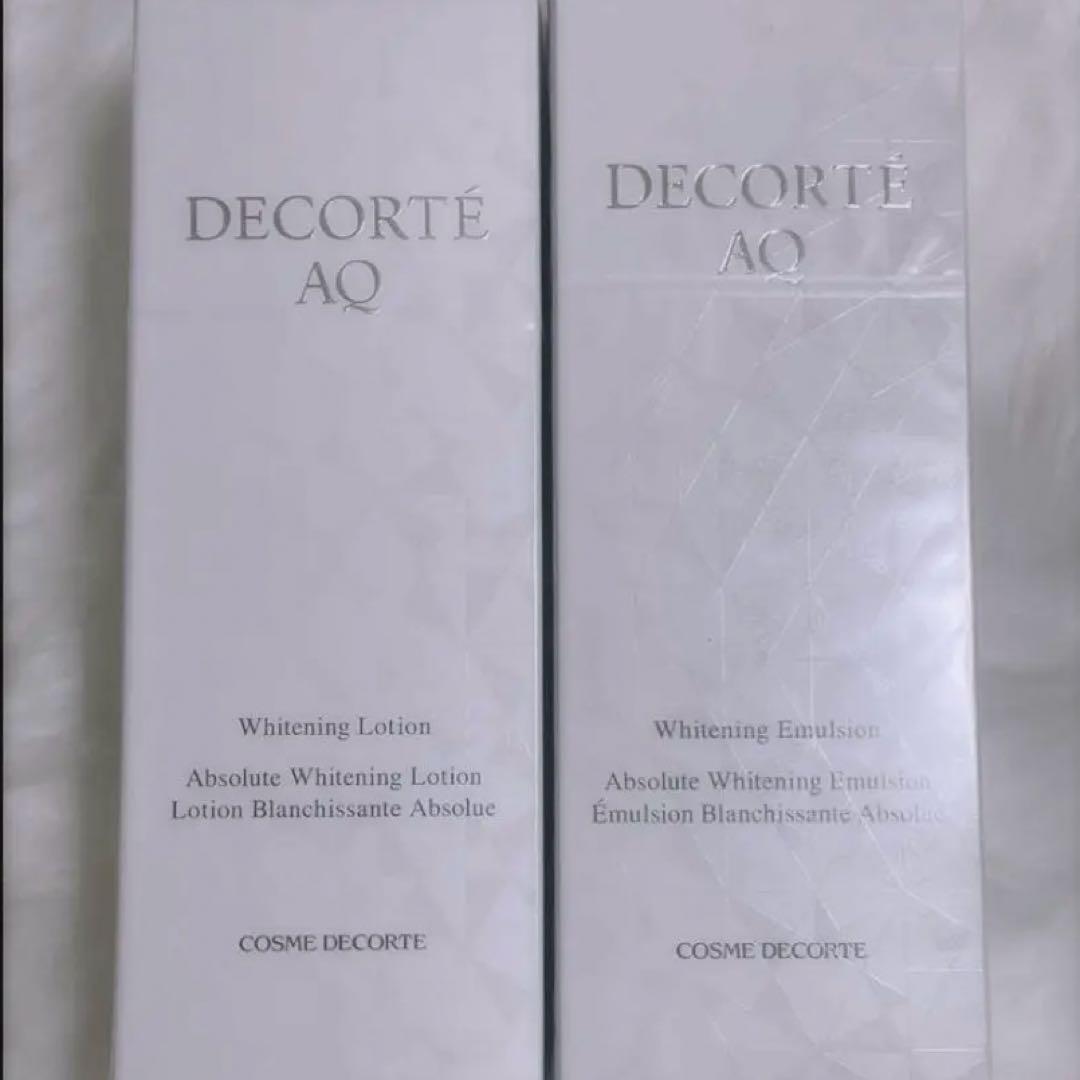 DECORTÉ
AQ
Whitening Lotion
Absolute Whitening Lotion
Lotion Blanchissante Absolue
COSME DECORTE
DECORTÉ
AQ
Whitening Emulsion
Absolute Whitening Emulsion
Émulsion Blanchissante Absolue
COSME DECORTE